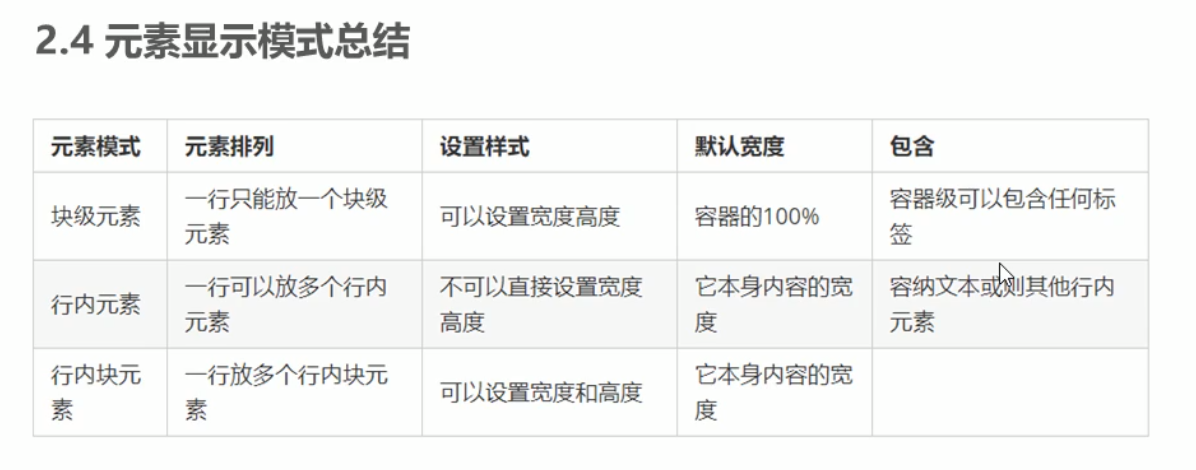 2.4 元素显示模式总结
元素模式 元素排列 设置样式 默认宽度 包含
块级元素 一行只能放一个块级元素 可以设置宽度高度 容器的100% 容器级可以包含任何标签
行内元素 一行可以放多个行内元素 不可以直接设置宽度高度 它本身内容的宽度 容纳文本或则其他行内元素
行内块元素 一行放多个行内块元素 可以设置宽度和高度 它本身内容的宽度